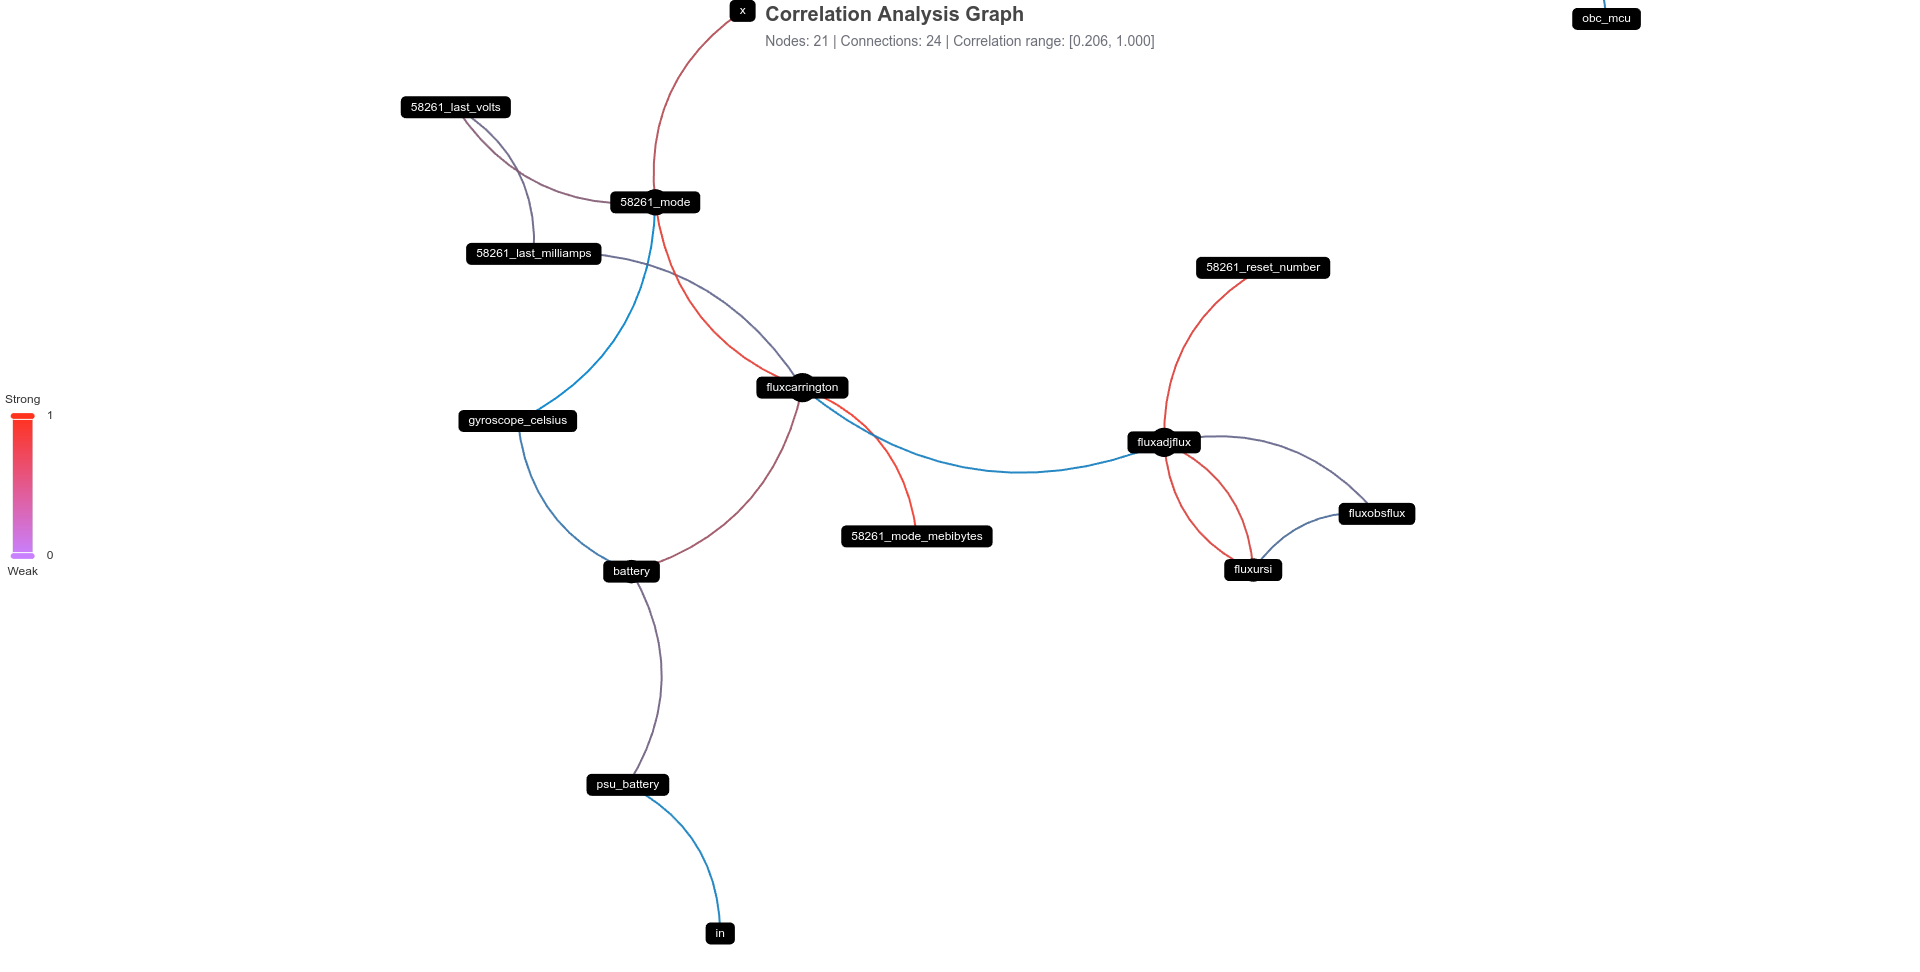 x
Correlation Analysis Graph
obc_mcu
Nodes: 21 | Connections: 24 | Correlation range: [0.206, 1.000]
58261_last_volts
58261_mode
58261_last_milliamps
58261_reset_number
fluxcarrington
Strong
1
gyroscope_celsius
fluxadjflux
fluxobsflux
58261_mode_mebibytes
0
Weak
battery
fluxursi
psu_battery
in